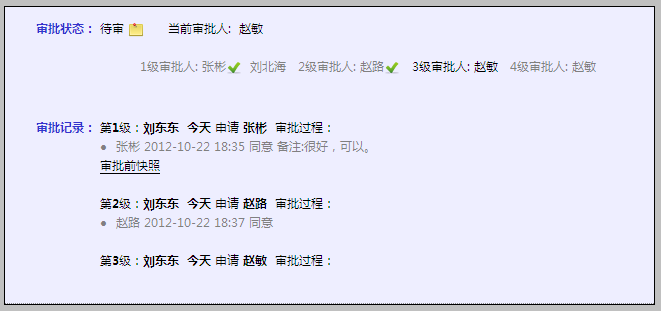 审批状态： 待审 当前审批人: 赵敏
1级审批人: 张彬 刘北海 2级审批人: 赵路 3级审批人: 赵敏 4级审批人: 赵敏
审批记录： 第1级：刘东东 今天 申请 张彬 审批过程：
● 张彬 2012-10-22 18:35 同意 备注:很好，可以。
审批前快照
第2级：刘东东 今天 申请 赵路 审批过程：
● 赵路 2012-10-22 18:37 同意
第3级：刘东东 今天 申请 赵敏 审批过程：